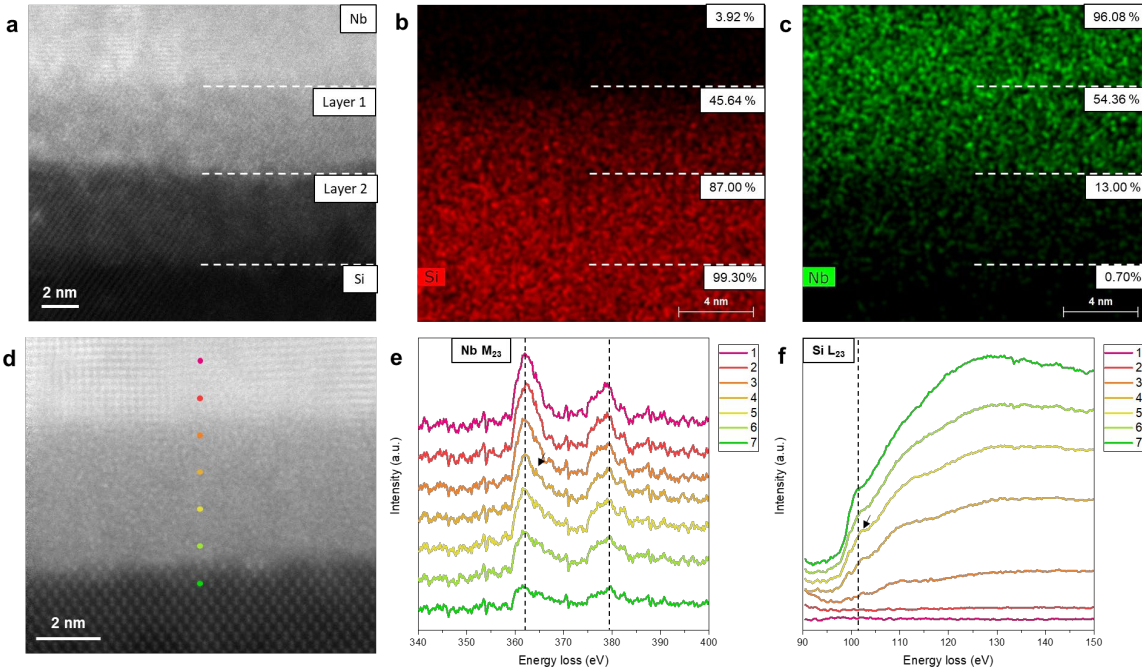 a
Nb
Layer 1
Layer 2
Si
2 nm
b
3.92 %
45.64 %
87.00 %
99.30%
Si
4 nm
c
96.08 %
54.36 %
13.00 %
0.70%
Nb
4 nm
d
2 nm
e
Nb M23
1
2
3
4
5
6
7
Intensity (a.u.)
340 350 360 370 380 390 400
Energy loss (eV)
f
Si L23
1
2
3
4
5
6
7
Intensity (a.u.)
90 100 110 120 130 140 150
Energy loss (eV)